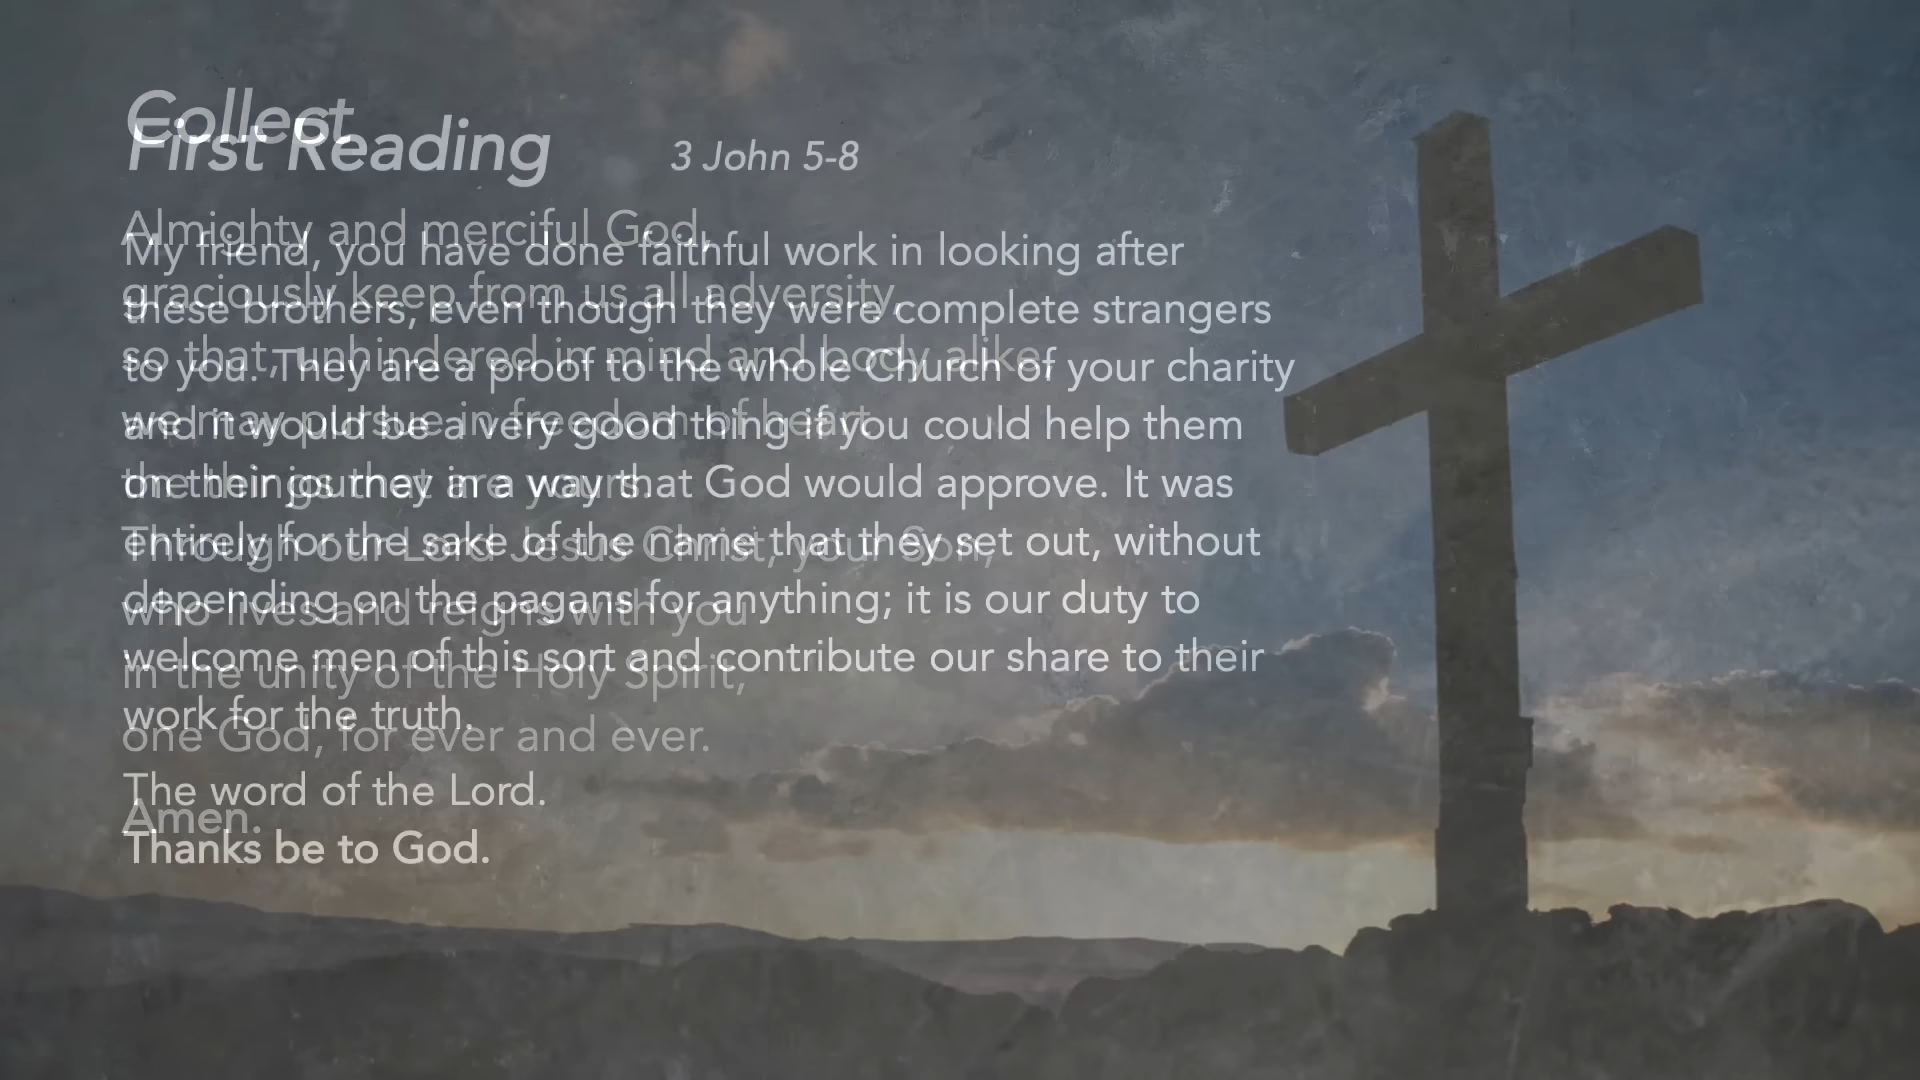 Collect
Almighty and merciful God,
graciously keep from us all adversity,
so that, unhindered in mind and body alike,
we may pursue in freedom of heart
the things that are yours.
Through our Lord Jesus Christ, your Son,
who lives and reigns with you
in the unity of the Holy Spirit,
one God, for ever and ever.
Amen.
First Reading 3 John 5-8
My friend, you have done faithful work in looking after
these brothers, even though they were complete strangers
to you. They are a proof to the whole Church of your charity
and it would be a very good thing if you could help them
on their journey in a way that God would approve. It was
entirely for the sake of the name that they set out, without
depending on the pagans for anything; it is our duty to
welcome men of this sort and contribute our share to their
work for the truth.
The word of the Lord.
Thanks be to God.